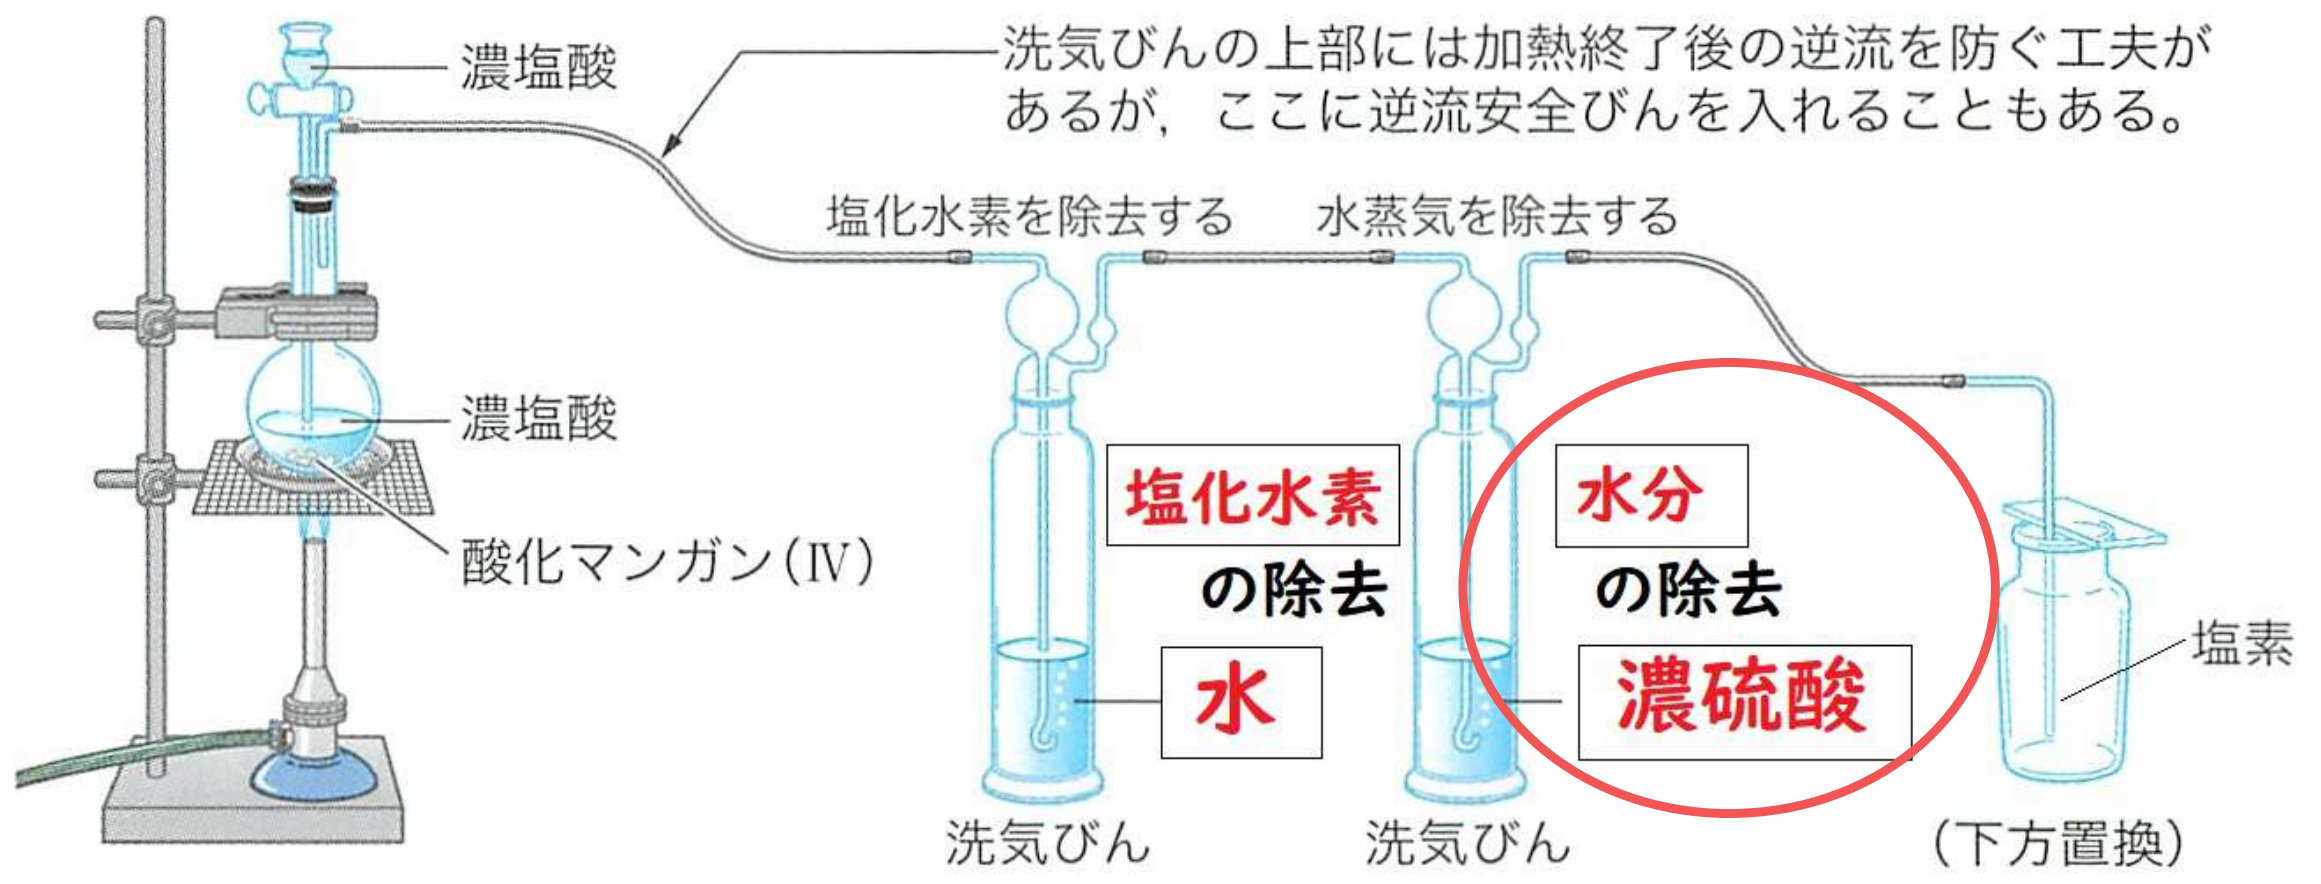 濃塩酸
洗気びんの上部には加熱終了後の逆流を防ぐ工夫が
あるが，ここに逆流安全びんを入れることもある。
塩化水素を除去する
水蒸気を除去する
濃塩酸
酸化マンガン(Ⅳ)
塩化水素
の除去
水
水分
の除去
濃硫酸
塩素
洗気びん
洗気びん
(下方置換)